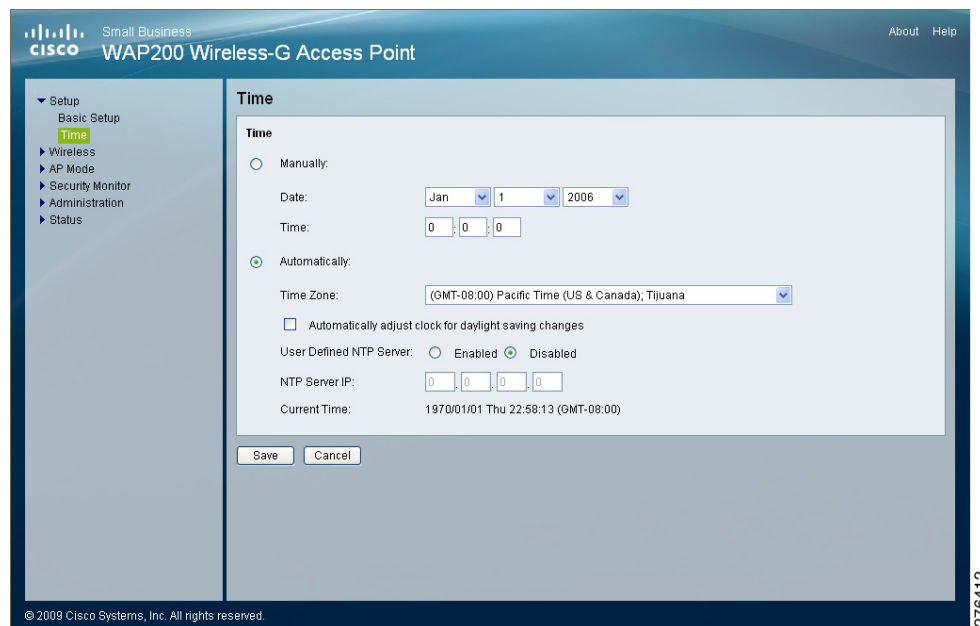 Small Business
CISCO WAP200 Wireless-G Access Point
About Help
Setup
Basic Setup
Time
Wireless
AP Mode
Security Monitor
Administration
Status
Time
Time
Manually:
Date: Jan 1 2006
Time: 0 : 0 : 0
Automatically:
Time Zone: (GMT-08:00) Pacific Time (US & Canada); Tijuana
Automatically adjust clock for daylight saving changes
User Defined NTP Server: Enabled Disabled
NTP Server IP: 0 . 0 . 0 . 0
Current Time: 1970/01/01 Thu 22:58:13 (GMT-08:00)
Save Cancel
© 2009 Cisco Systems, Inc. All rights reserved.